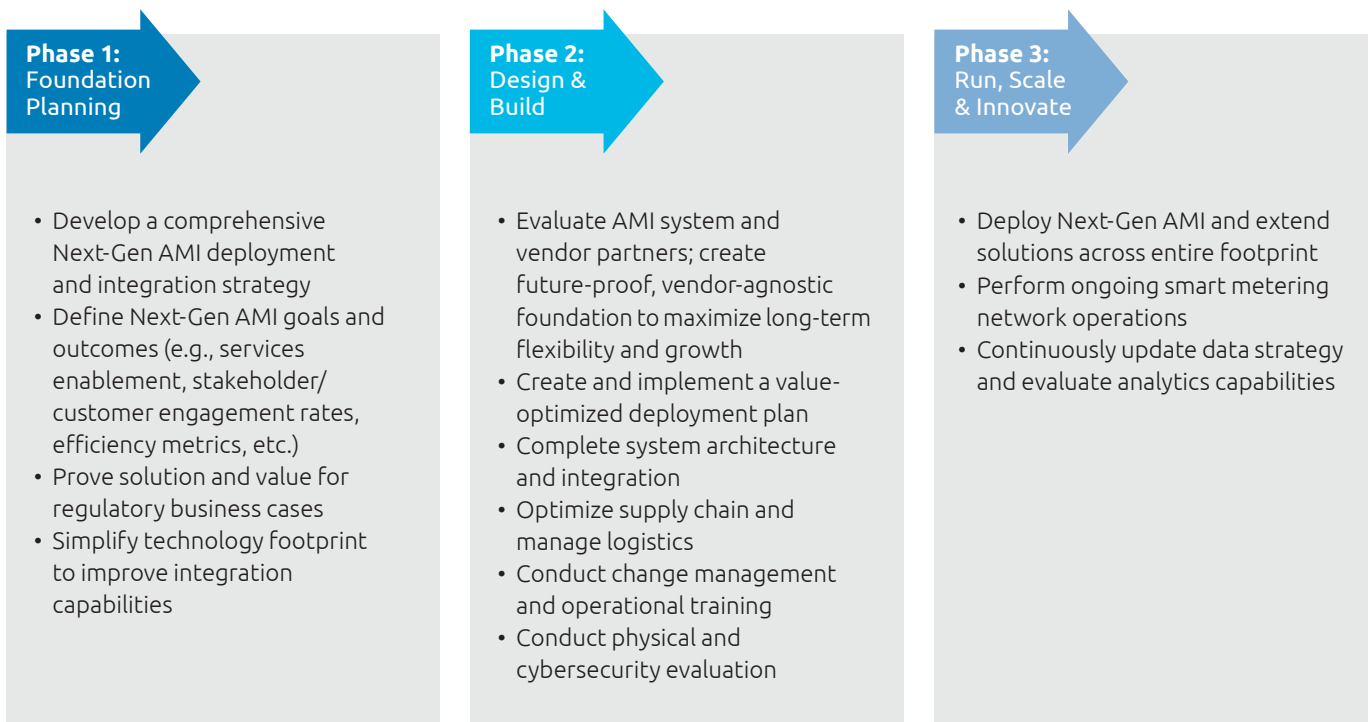 Phase 1:
Foundation
Planning
• Develop a comprehensive
Next-Gen AMI deployment
and integration strategy
• Define Next-Gen AMI goals and
outcomes (e.g., services
enablement, stakeholder/
customer engagement rates,
efficiency metrics, etc.)
• Prove solution and value for
regulatory business cases
• Simplify technology footprint
to improve integration
capabilities
Phase 2:
Design &
Build
• Evaluate AMI system and
vendor partners; create
future-proof, vendor-agnostic
foundation to maximize long-term
flexibility and growth
• Create and implement a value-
optimized deployment plan
• Complete system architecture
and integration
• Optimize supply chain and
manage logistics
• Conduct change management
and operational training
• Conduct physical and
cybersecurity evaluation
Phase 3:
Run, Scale
& Innovate
• Deploy Next-Gen AMI and extend
solutions across entire footprint
• Perform ongoing smart metering
network operations
• Continuously update data strategy
and evaluate analytics capabilities